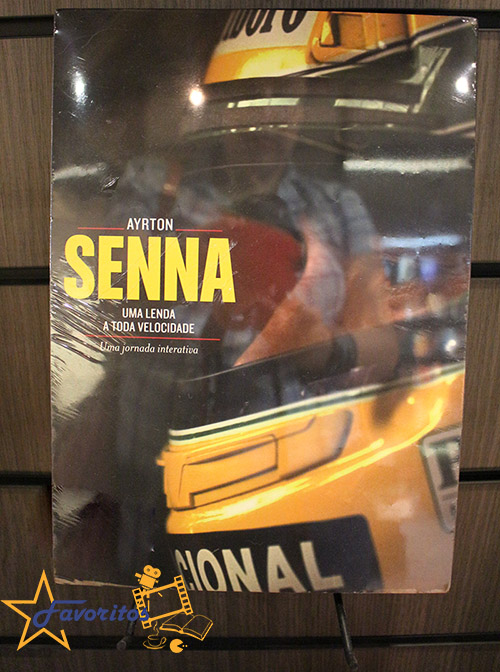 AYRTON
SENNA
UMA LENDA
A TODA VELOCIDADE
Uma jornada interativa
CIONAL
Favoritos